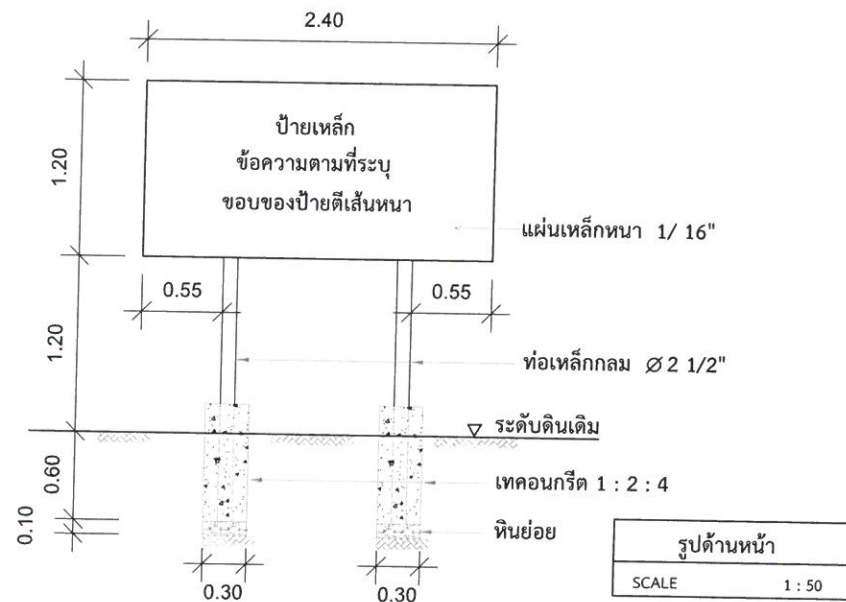 2.40
1.20
ป้ายเหล็ก
ข้อความตามที่ระบุ
ขอบของป้ายตีเส้นหนา
แผ่นเหล็กหนา 1/ 16"
0.55
0.55
1.20
ท่อเหล็กกลม Ø 2 1/2"
ระดับดินเดิม
0.60
เทคอนกรีต 1 : 2 : 4
0.10
หินย่อย
0.30
0.30
รูปด้านหน้า
SCALE 1 : 50